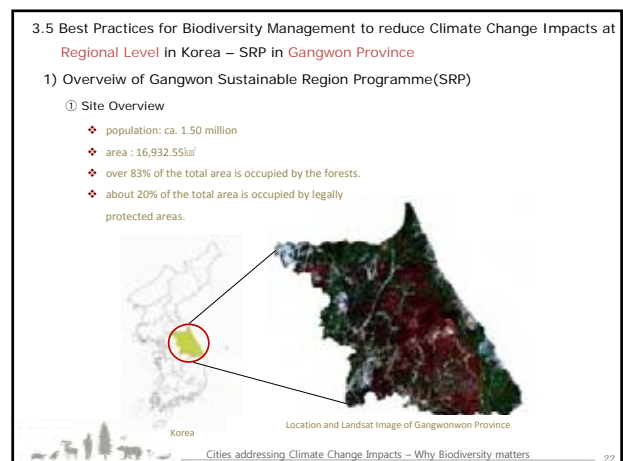 3.5 Best Practices for Biodiversity Management to reduce Climate Change Impacts at
Regional Level in Korea – SRP in Gangwon Province
1) Overveiw of Gangwon Sustainable Region Programme(SRP)
① Site Overview
❖ population: ca. 1.50 million
❖ area : 16,932.55㎢
❖ over 83% of the total area is occupied by the forests.
❖ about 20% of the total area is occupied by legally
protected areas.
Korea
Location and Landsat Image of Gangwonwon Province
Cities addressing Climate Change Impacts – Why Biodiversity matters
22